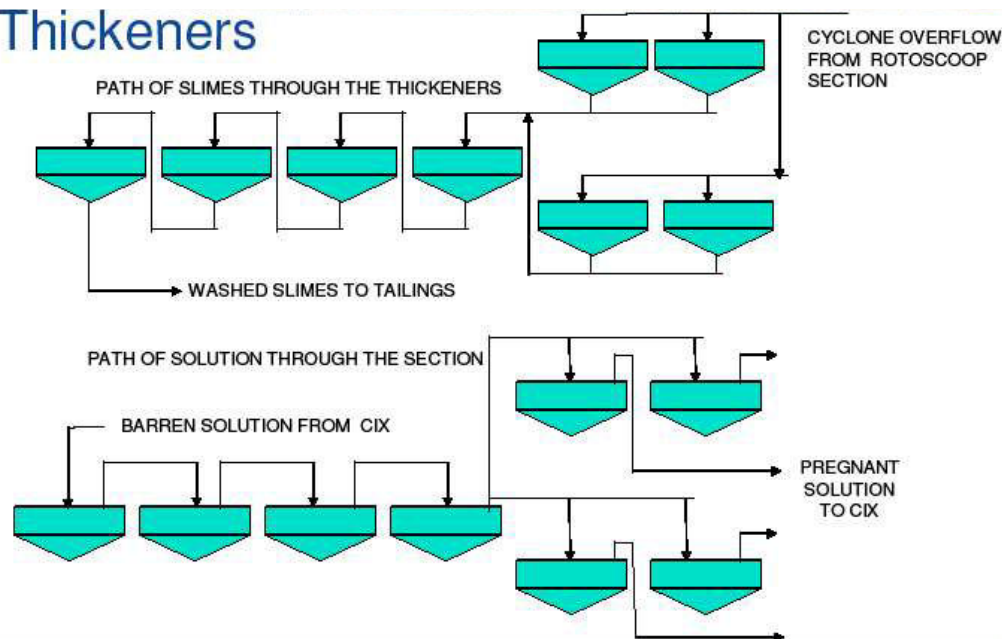 Thickeners
CYCLONE OVERFLOW
FROM ROTOSCOOP
SECTION
PATH OF SLIMES THROUGH THE THICKENERS
WASHED SLIMES TO TAILINGS
PATH OF SOLUTION THROUGH THE SECTION
BARREN SOLUTION FROM CIX
PREGNANT
SOLUTION
TO CIX